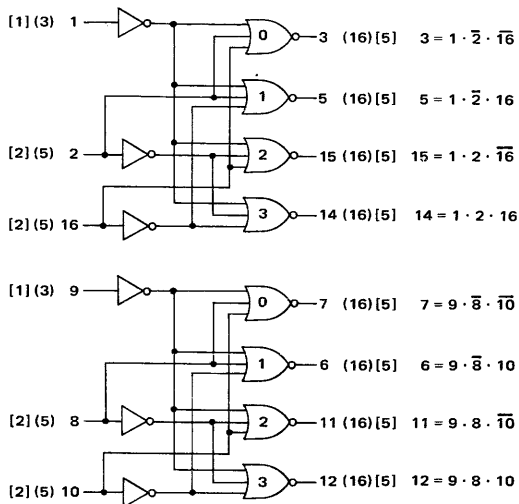 [1] (3) 1 0 3 (16) [5] 3 = 1 · 2̅ · 1̅6̅
1 5 (16) [5] 5 = 1 · 2̅ · 16
[2] (5) 2 2 15 (16) [5] 15 = 1 · 2 · 1̅6̅
[2] (5) 16 3 14 (16) [5] 14 = 1 · 2 · 16
[1] (3) 9 0 7 (16) [5] 7 = 9 · 8̅ · 1̅0̅
1 6 (16) [5] 6 = 9 · 8̅ · 10
[2] (5) 8 2 11 (16) [5] 11 = 9 · 8 · 1̅0̅
[2] (5) 10 3 12 (16) [5] 12 = 9 · 8 · 10